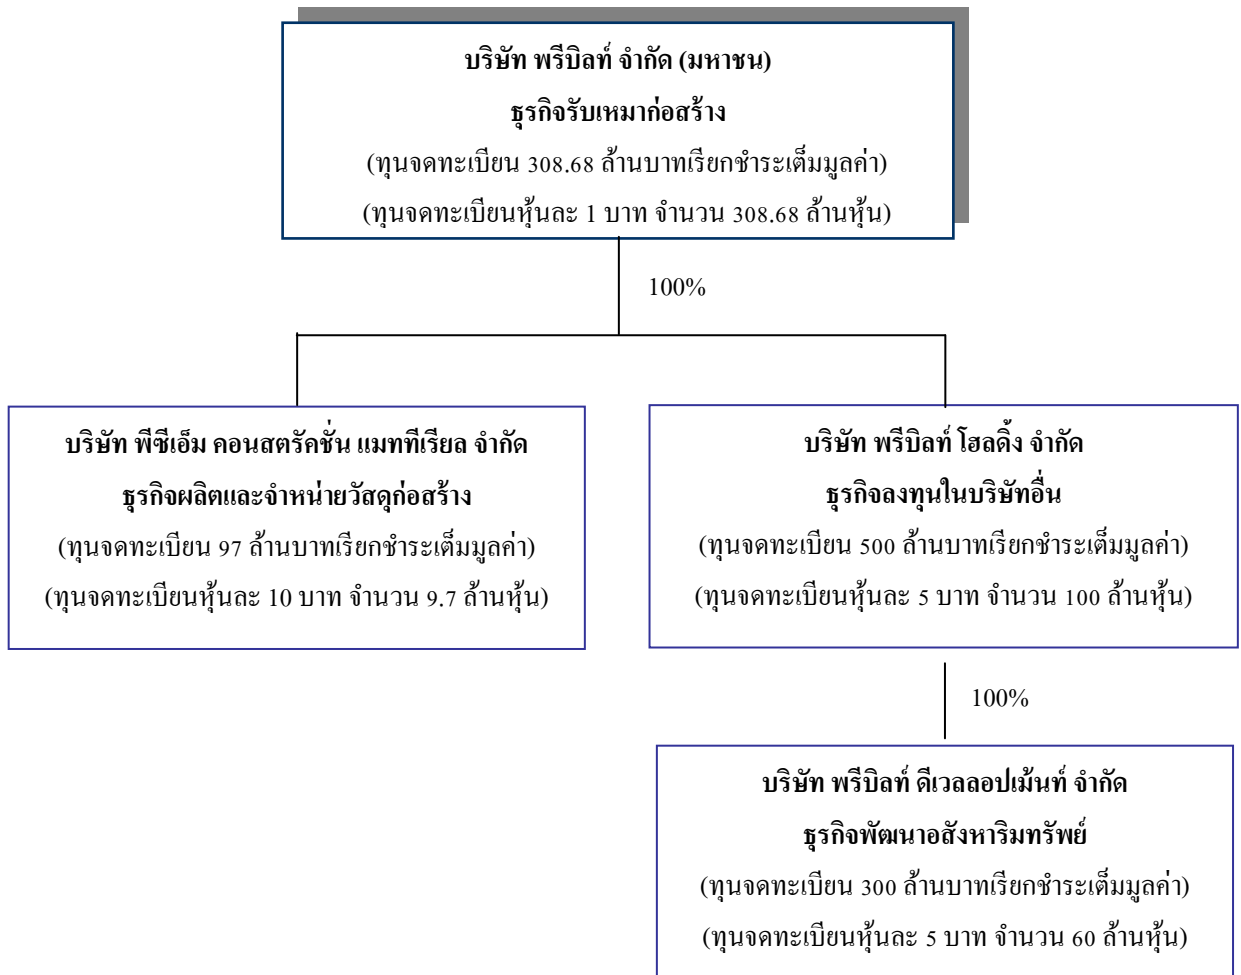 บริษัท พรีบิลท์ จำกัด (มหาชน)
ธุรกิจรับเหมาก่อสร้าง
(ทุนจดทะเบียน 308.68 ล้านบาทเรียกชำระเต็มมูลค่า)
(ทุนจดทะเบียนหุ้นละ 1 บาท จำนวน 308.68 ล้านหุ้น)
100%
บริษัท พีซีเอ็ม คอนสตรัคชั่น แมททีเรียล จำกัด
ธุรกิจผลิตและจำหน่ายวัสดุก่อสร้าง
(ทุนจดทะเบียน 97 ล้านบาทเรียกชำระเต็มมูลค่า)
(ทุนจดทะเบียนหุ้นละ 10 บาท จำนวน 9.7 ล้านหุ้น)
บริษัท พรีบิลท์ โฮลดิ้ง จำกัด
ธุรกิจลงทุนในบริษัทอื่น
(ทุนจดทะเบียน 500 ล้านบาทเรียกชำระเต็มมูลค่า)
(ทุนจดทะเบียนหุ้นละ 5 บาท จำนวน 100 ล้านหุ้น)
100%
บริษัท พรีบิลท์ ดีเวลลอปเม้นท์ จำกัด
ธุรกิจพัฒนาอสังหาริมทรัพย์
(ทุนจดทะเบียน 300 ล้านบาทเรียกชำระเต็มมูลค่า)
(ทุนจดทะเบียนหุ้นละ 5 บาท จำนวน 60 ล้านหุ้น)